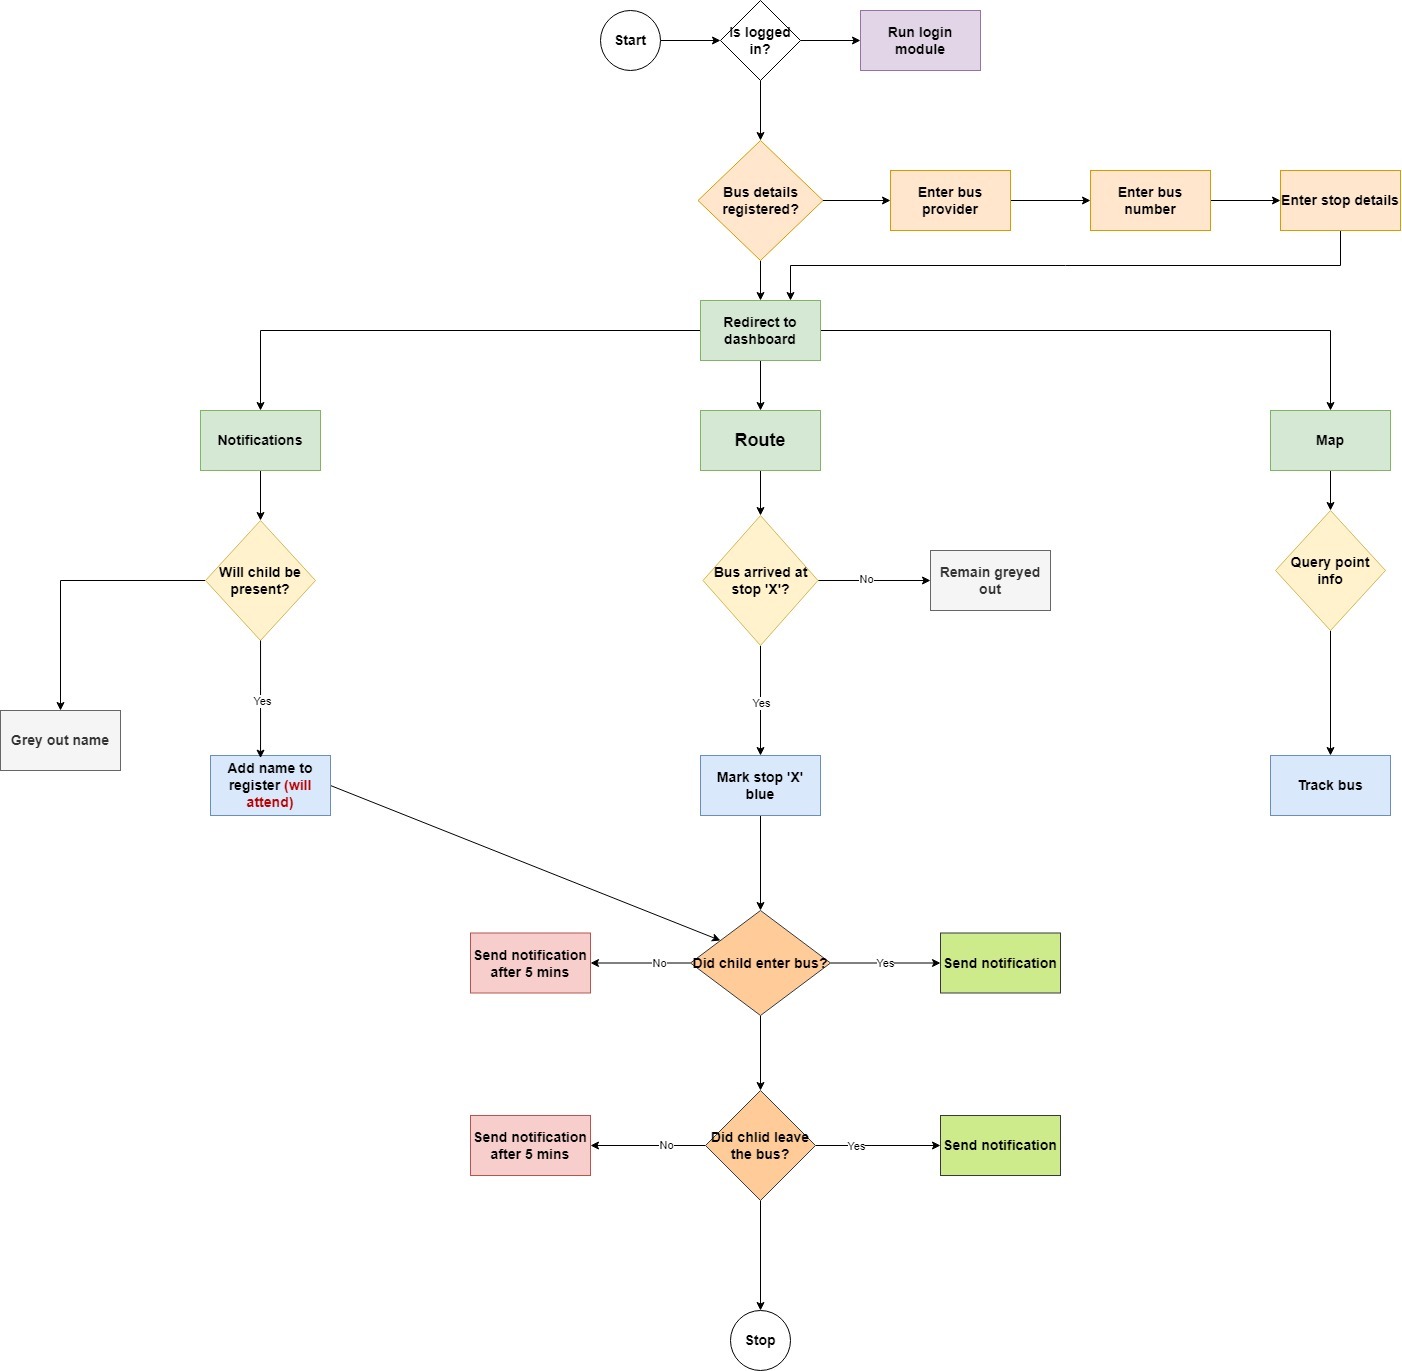 Start
Is logged
in?
Run login
module
Bus details
registered?
Enter bus
provider
Enter bus
number
Enter stop details
Redirect to
dashboard
Notifications
Route
Map
Will child be
present?
Bus arrived at
stop 'X'?
No
Remain greyed
out
Query point
info
Yes
Yes
Grey out name
Add name to
register (will
attend)
Mark stop 'X'
blue
Track bus
Send notification
after 5 mins
No
Did child enter bus?
Yes
Send notification
Send notification
after 5 mins
No
Did chlid leave
the bus?
Yes
Send notification
Stop